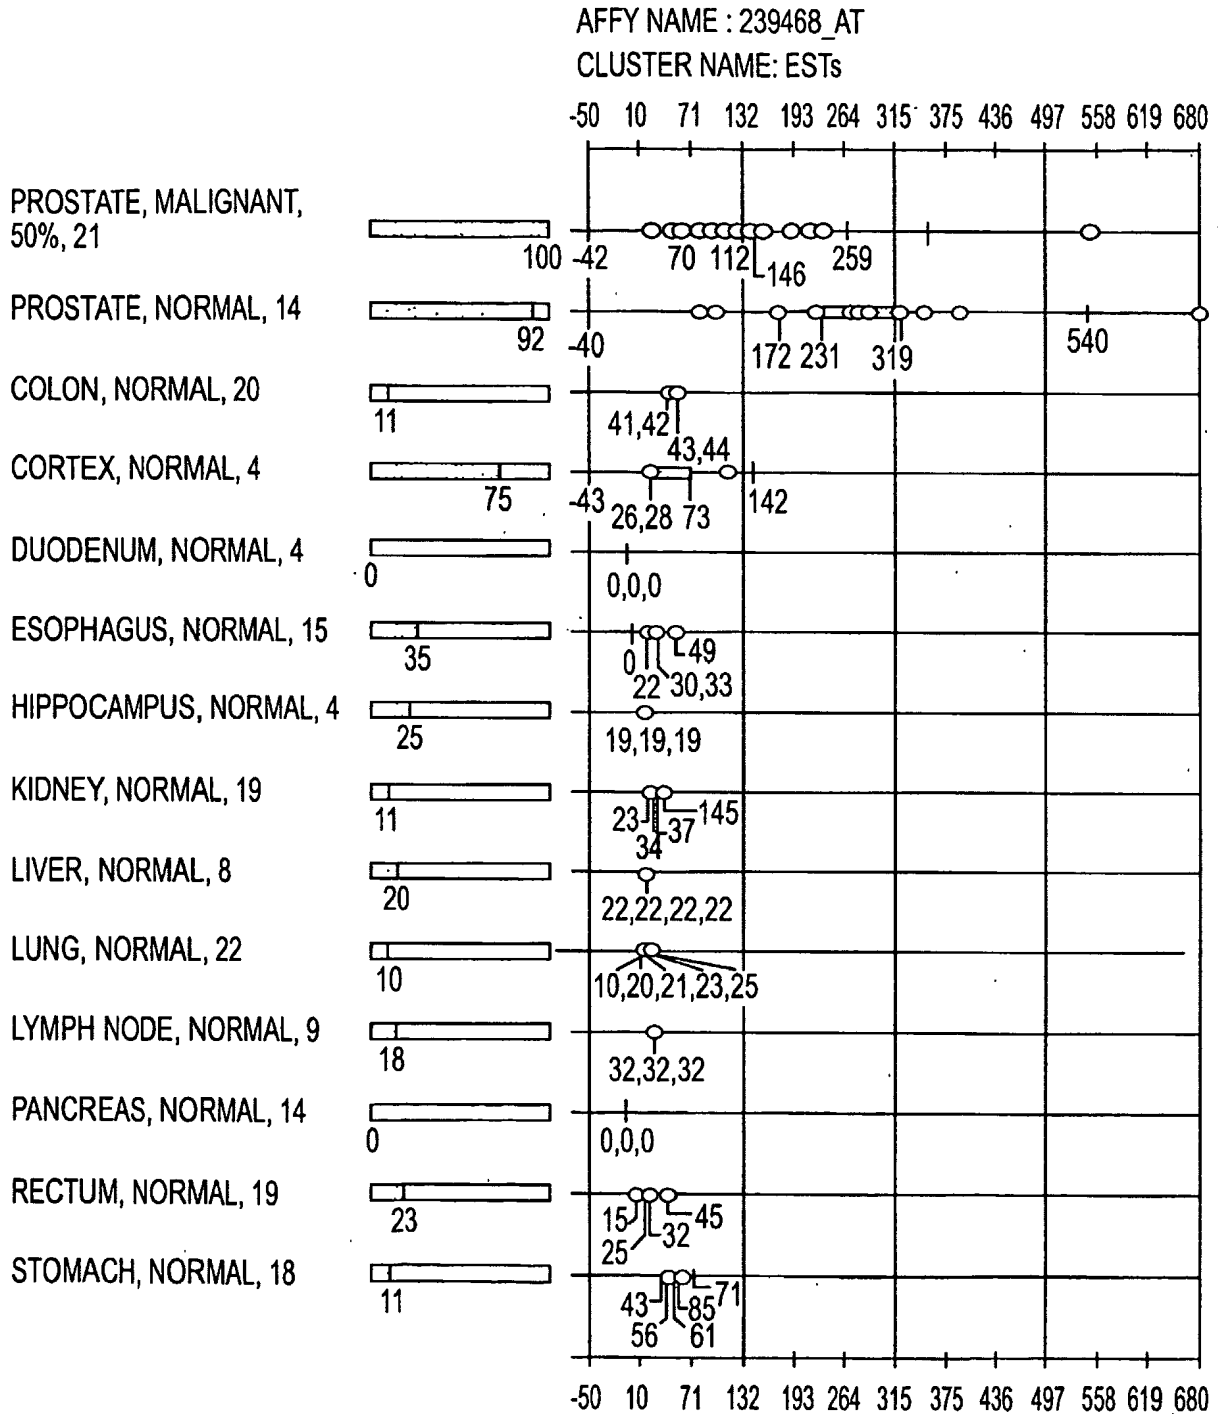 AFFY NAME : 239468_AT
CLUSTER NAME: ESTs
-50 10 71 132 193 264 315 375 436 497 558 619 680
PROSTATE, MALIGNANT,
50%, 21
100 -42 70 112 146 259
PROSTATE, NORMAL, 14
92 -40 172 231 319 540
COLON, NORMAL, 20
11 41,42 43,44
CORTEX, NORMAL, 4
75 -43 26,28 73 142
DUODENUM, NORMAL, 4
0 0,0,0
ESOPHAGUS, NORMAL, 15
35 0 22 30,33 49
HIPPOCAMPUS, NORMAL, 4
25 19,19,19
KIDNEY, NORMAL, 19
11 23 34 37 145
LIVER, NORMAL, 8
20 22,22,22,22
LUNG, NORMAL, 22
10 10,20,21,23,25
LYMPH NODE, NORMAL, 9
18 32,32,32
PANCREAS, NORMAL, 14
0 0,0,0
RECTUM, NORMAL, 19
23 15 25 32 45
STOMACH, NORMAL, 18
11 43 56 61 85 71
-50 10 71 132 193 264 315 375 436 497 558 619 680